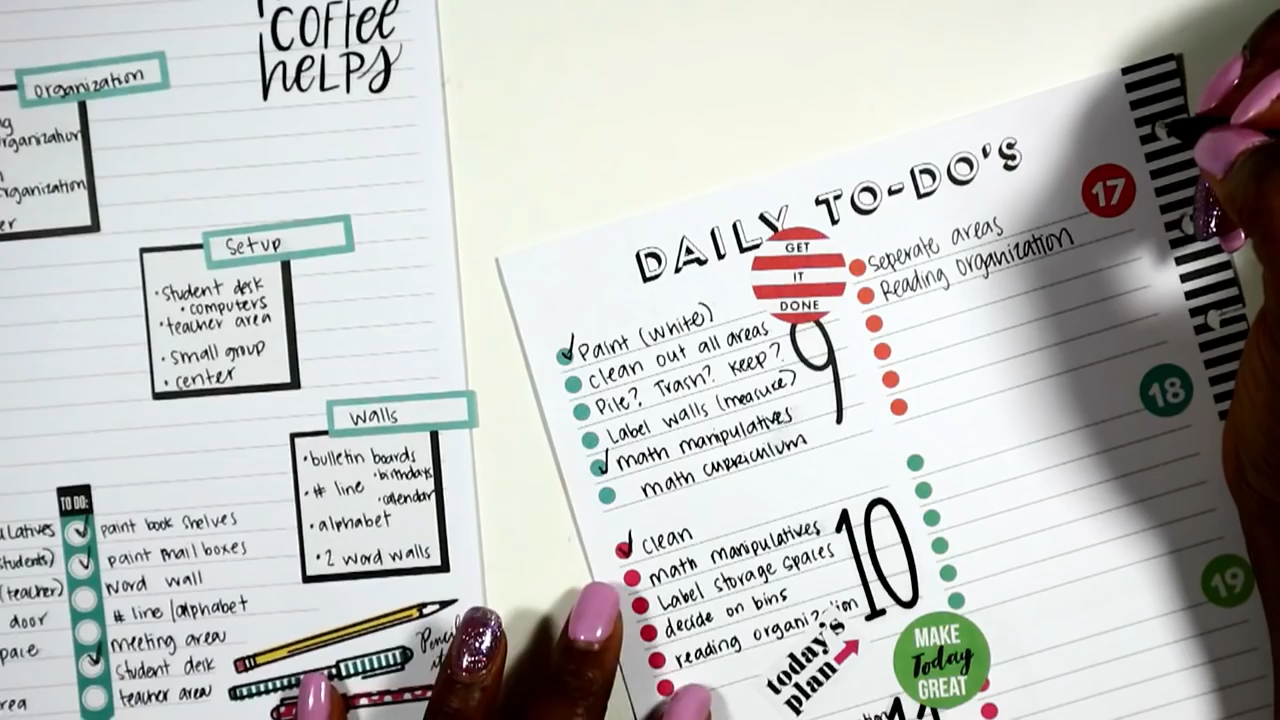 COFFEE
HELPS
organization
organization
organization
Setup
• Student desk
• computers
• teacher area
• Small group
• center
Walls
• bulletin boards
• birthdays
• # line
• calendar
• alphabet
• 2 word walls
TO DO:
paint book shelves
paint mail boxes
word wall
# line/alphabet
meeting area
student desk
teacher area
(teacher)
door
DAILY TO-DO'S
GET
IT
DONE
Paint (white)
clean out all areas
Pile? Trash? Keep?
Label walls (measure)
math manipulatives
math curriculum
9
clean
math manipulatives
Label storage spaces
decide on bins
10
today's
plan
17
Seperate areas
Reading organization
18
19
MAKE
Today
GREAT